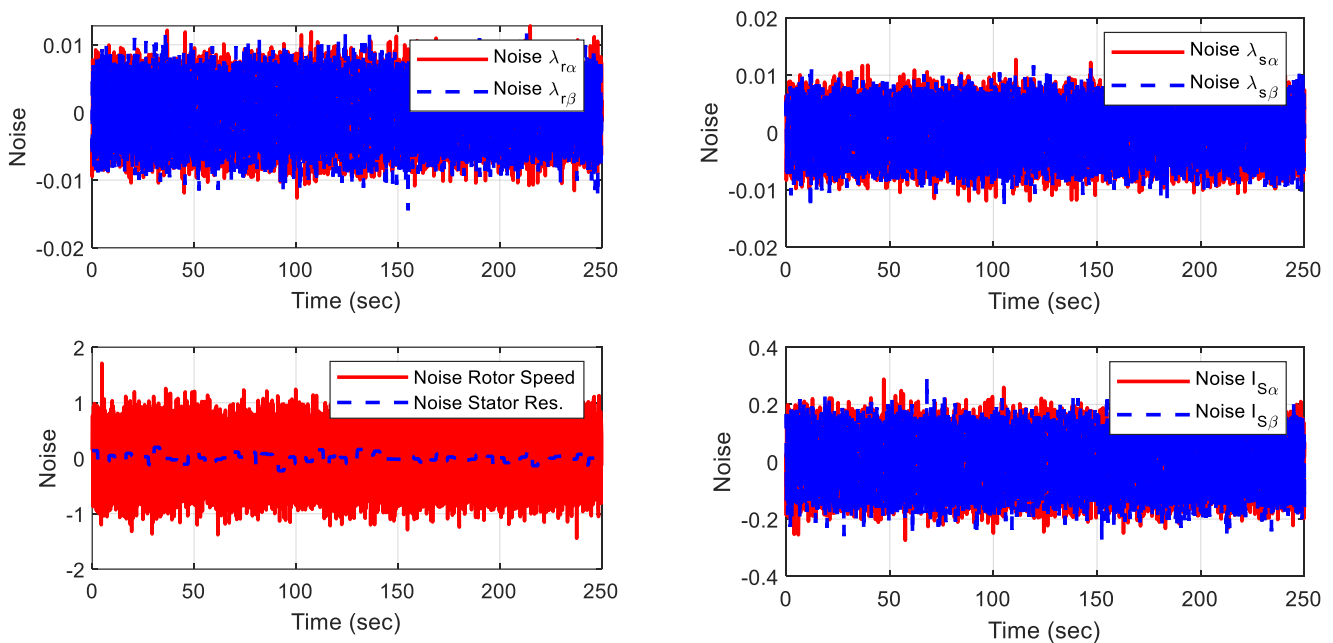 0.01
0
-0.01
-0.02
Noise
Noise λrα
Noise λrβ
0 50 100 150 200 250
Time (sec)
0.02
0.01
0
-0.01
-0.02
Noise
Noise λsα
Noise λsβ
0 50 100 150 200 250
Time (sec)
2
1
0
-1
-2
Noise
Noise Rotor Speed
Noise Stator Res.
0 50 100 150 200 250
Time (sec)
0.4
0.2
0
-0.2
-0.4
Noise
Noise ISα
Noise ISβ
0 50 100 150 200 250
Time (sec)